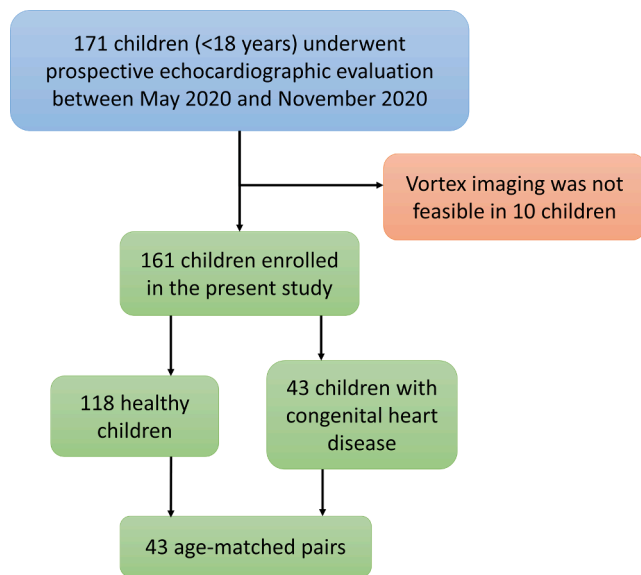 171 children (<18 years) underwent
prospective echocardiographic evaluation
between May 2020 and November 2020
Vortex imaging was not
feasible in 10 children
161 children enrolled
in the present study
118 healthy
children
43 children with
congenital heart
disease
43 age-matched pairs